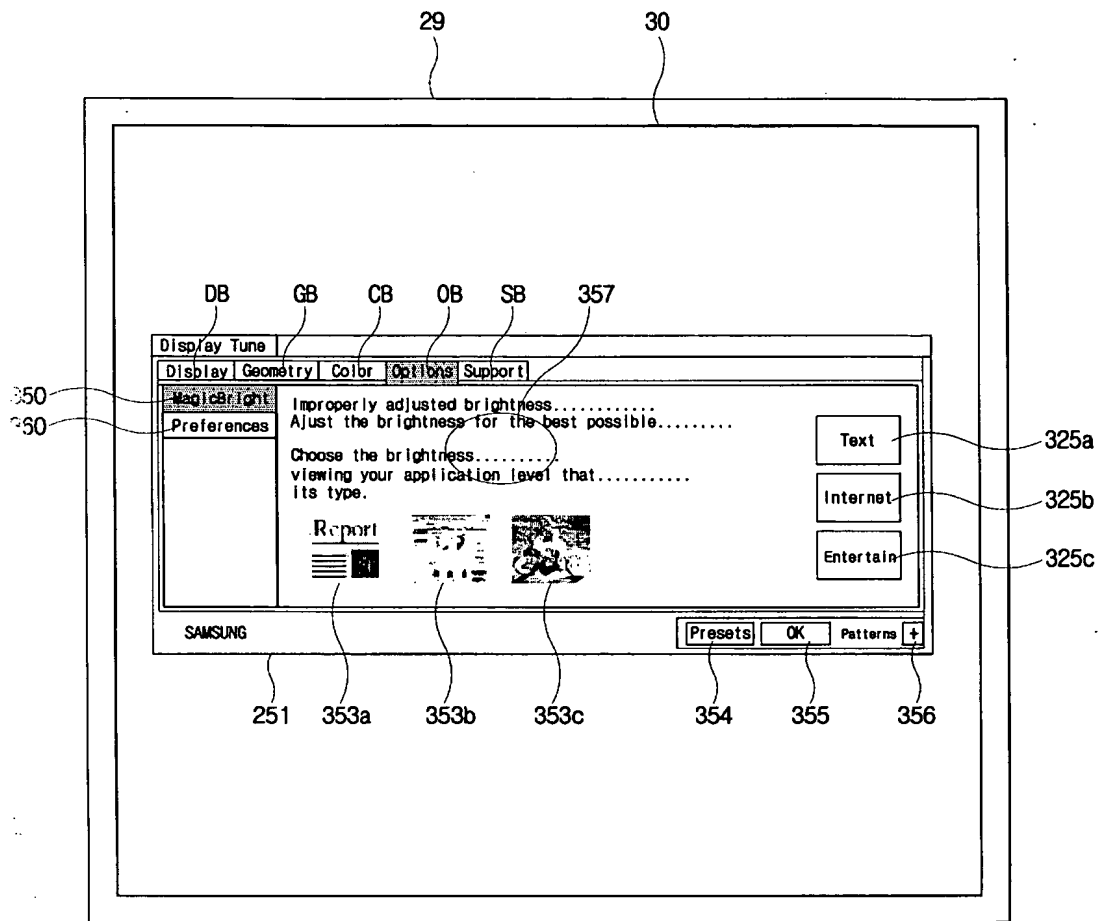 29 30
DB GB CB OB SB 357
Display Tune
Display Geometry Color Options Support
350 MagicBright
360 Preferences
Improperly adjusted brightness............
Ajust the brightness for the best possible.........
Choose the brightness..........
viewing your application level that...........
its type.
Report
Text 325a
Internet 325b
Entertain 325c
SAMSUNG
Presets OK Patterns +
251 353a 353b 353c 354 355 356